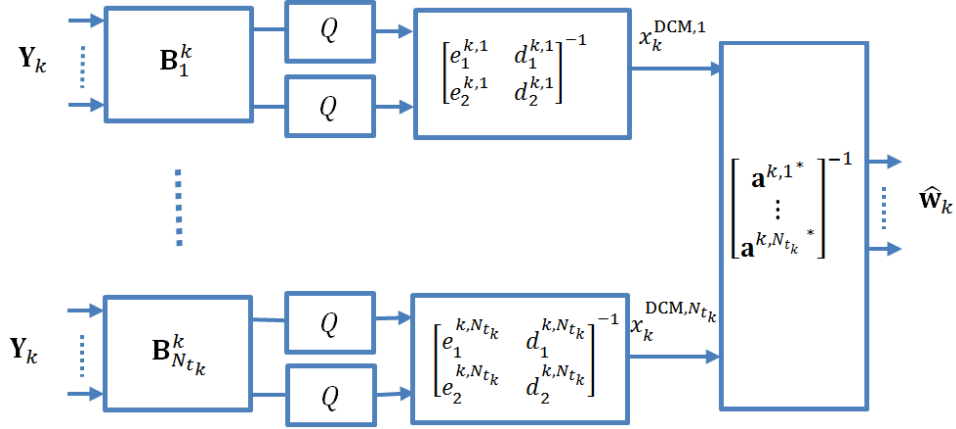 Y_k
B_1^k
Q
Q
[e_1^{k,1} d_1^{k,1}
e_2^{k,1} d_2^{k,1}]^{-1}
x_k^{DCM,1}
[a^{k,1*}
⋮
a^{k,N_{t_k}*}]^{-1}
ŵ_k
Y_k
B_{N_{t_k}}^k
Q
Q
[e_1^{k,N_{t_k}} d_1^{k,N_{t_k}}
e_2^{k,N_{t_k}} d_2^{k,N_{t_k}}]^{-1}
x_k^{DCM,N_{t_k}}